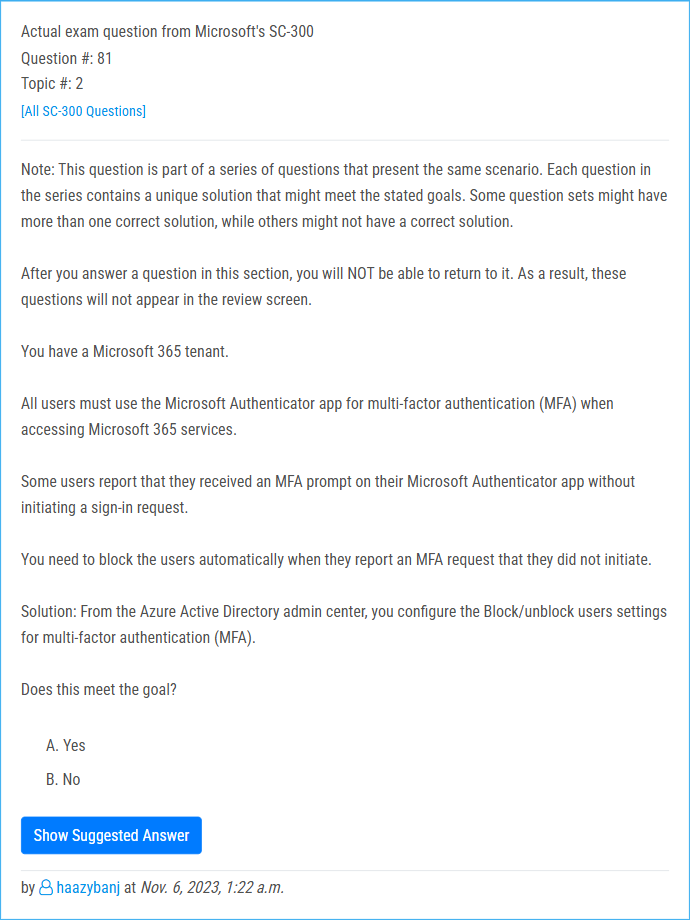 Actual exam question from Microsoft's SC-300
Question #: 81
Topic #: 2
[All SC-300 Questions]
Note: This question is part of a series of questions that present the same scenario. Each question in
the series contains a unique solution that might meet the stated goals. Some question sets might have
more than one correct solution, while others might not have a correct solution.
After you answer a question in this section, you will NOT be able to return to it. As a result, these
questions will not appear in the review screen.
You have a Microsoft 365 tenant.
All users must use the Microsoft Authenticator app for multi-factor authentication (MFA) when
accessing Microsoft 365 services.
Some users report that they received an MFA prompt on their Microsoft Authenticator app without
initiating a sign-in request.
You need to block the users automatically when they report an MFA request that they did not initiate.
Solution: From the Azure Active Directory admin center, you configure the Block/unblock users settings
for multi-factor authentication (MFA).
Does this meet the goal?
A. Yes
B. No
Show Suggested Answer
by haazybanj at Nov. 6, 2023, 1:22 a.m.